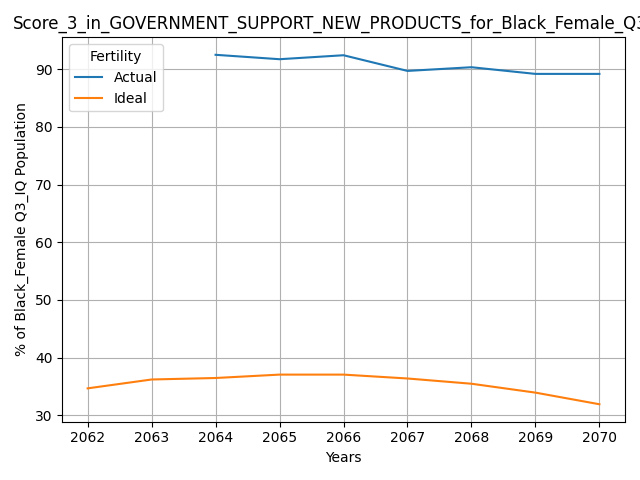 Score_3_in_GOVERNMENT_SUPPORT_NEW_PRODUCTS_for_Black_Female_Q3
Fertility
Actual
Ideal
% of Black_Female Q3_IQ Population
90
80
70
60
50
40
30
2062 2063 2064 2065 2066 2067 2068 2069 2070
Years